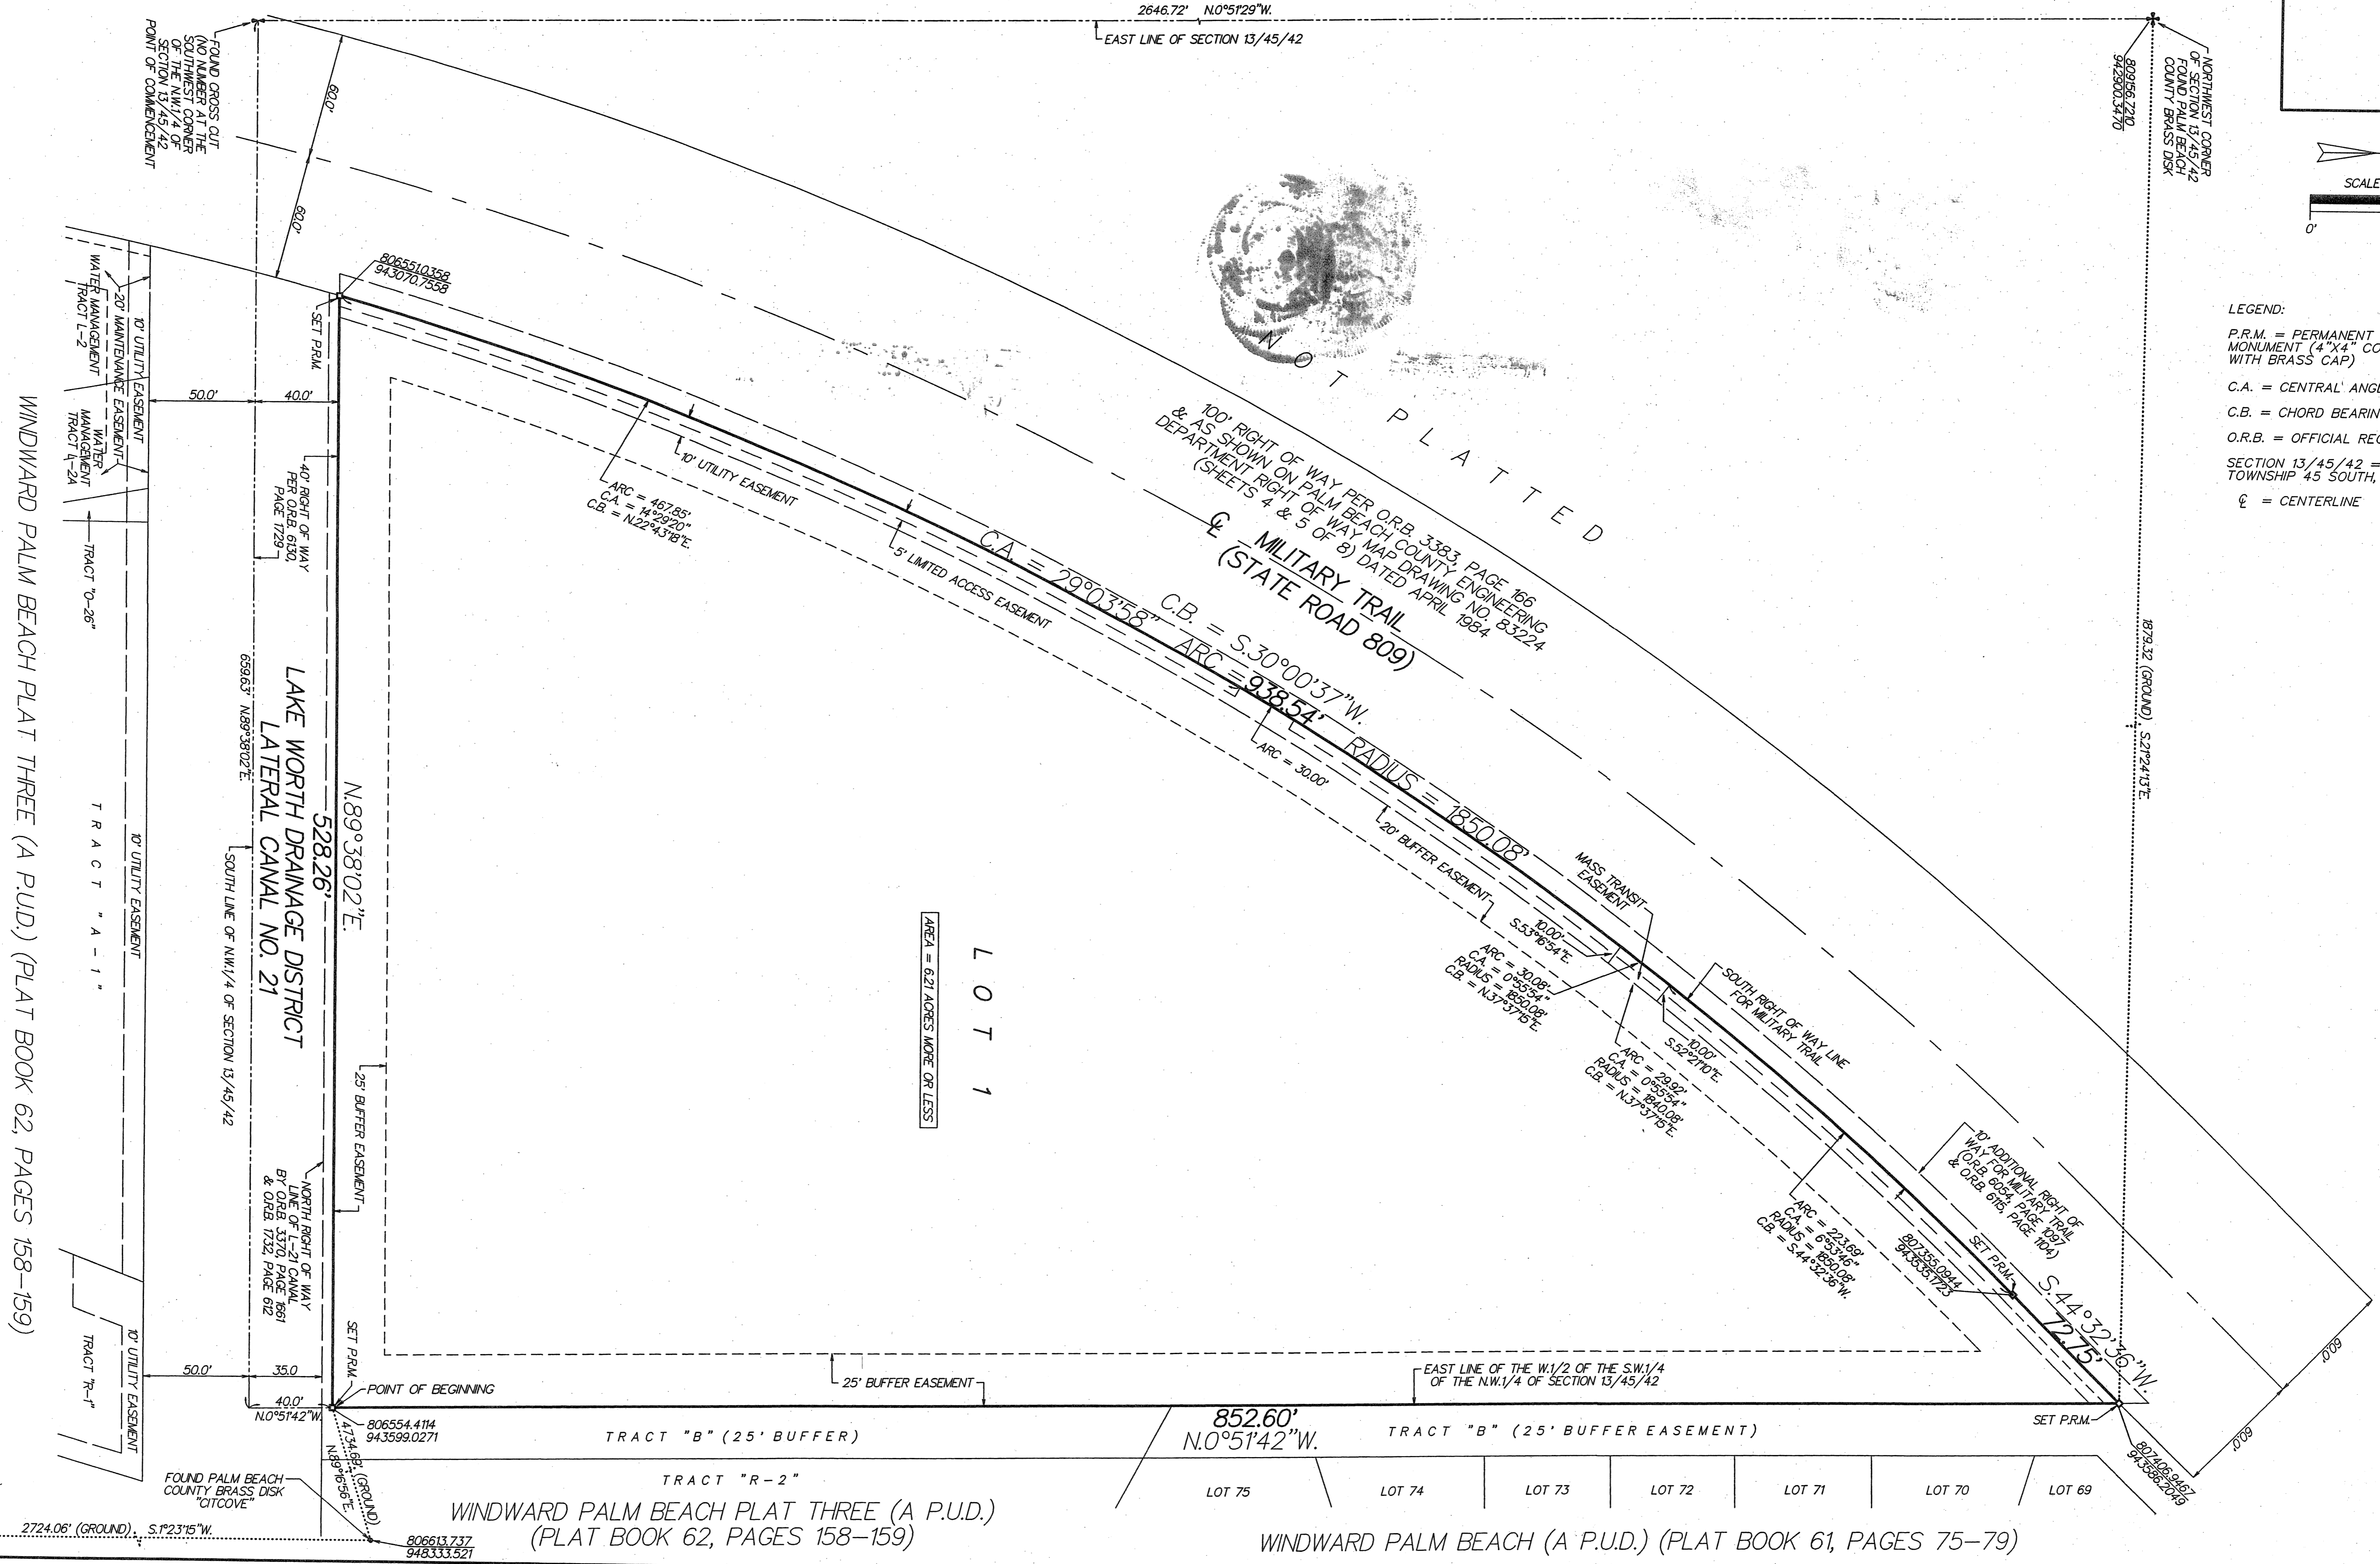 2646.72' N.0°51'29"W.
EAST LINE OF SECTION 13/45/42
FOUND CROSS CUT
(NO NUMBER AT THE
SOUTHWEST CORNER
OF THE N.W.1/4 OF
SECTION 13/45/42
POINT OF COMMENCEMENT
NORTHWEST CORNER
OF SECTION 13/45/42
FOUND PALM BEACH
COUNTY BRASS DISK
809156.7210
942900.3470
SCALE
0'
LEGEND:
P.R.M. = PERMANENT
MONUMENT (4"X4" CO
WITH BRASS CAP)
C.A. = CENTRAL ANGL
C.B. = CHORD BEARIN
O.R.B. = OFFICIAL REC
SECTION 13/45/42 =
TOWNSHIP 45 SOUTH,
℄ = CENTERLINE
60.0'
60.0'
806551.0358
943070.7558
SET P.R.M.
NOT PLATTED
100' RIGHT OF WAY PER O.R.B. 3383, PAGE 166
& AS SHOWN ON PALM BEACH COUNTY ENGINEERING
DEPARTMENT RIGHT OF WAY MAP DRAWING NO. 83224
(SHEETS 4 & 5 OF 8) DATED APRIL 1984
℄ MILITARY TRAIL
(STATE ROAD 809)
1879.32 (GROUND) S.21°24'13"E.
10' UTILITY EASEMENT
20' MAINTENANCE EASEMENT
WATER MANAGEMENT
TRACT L-2
WATER
MANAGEMENT
TRACT L-2A
50.0'
40.0'
40' RIGHT OF WAY
PER O.R.B. 6130,
PAGE 1729
TRACT "O-26"
ARC = 467.85'
C.A. = 14°29'20"
C.B. = N.22°43'18"E.
10' UTILITY EASEMENT
5' LIMITED ACCESS EASEMENT
C.A. = 29°03'58" ARC = 938.54' RADIUS = 1850.08'
C.B. = S.30°00'37"W.
ARC = 30.00'
20' BUFFER EASEMENT
MASS TRANSIT
EASEMENT
10.00'
S.53°16'54"E.
ARC = 30.08'
C.A. = 0°55'54"
RADIUS = 1850.08'
C.B. = N.37°37'15"E.
SOUTH RIGHT OF WAY LINE
FOR MILITARY TRAIL
10.00'
S.52°21'10"E.
ARC = 29.92'
C.A. = 0°55'54"
RADIUS = 1840.08'
C.B. = N.37°37'15"E.
10' ADDITIONAL RIGHT OF
WAY FOR MILITARY TRAIL
(O.R.B. 6054, PAGE 1097
& O.R.B. 6115, PAGE 1104)
ARC = 223.69'
C.A. = 6°53'46"
RADIUS = 1850.08'
C.B. = S.44°32'36"W.
807355.0944
943535.1723
SET P.R.M.
S.44°32'36"W.
72.75'
60.0'
60.0'
WINDWARD PALM BEACH PLAT THREE (A P.U.D.) (PLAT BOOK 62, PAGES 158-159)
TRACT "A-1"
10' UTILITY EASEMENT
SOUTH LINE OF N.W.1/4 OF SECTION 13/45/42
659.63' N.89°38'02"E.
LAKE WORTH DRAINAGE DISTRICT
LATERAL CANAL NO. 21
528.26'
N.89°38'02"E.
25' BUFFER EASEMENT
NORTH RIGHT OF WAY
LINE OF L-21 CANAL
BY O.R.B. 3370, PAGE 1661
& O.R.B. 1732, PAGE 612
LOT 1
AREA = 6.21 ACRES MORE OR LESS
TRACT "R-1"
10' UTILITY EASEMENT
50.0'
35.0
SET P.R.M.
POINT OF BEGINNING
40.0'
N.0°51'42"W.
806554.4114
943599.0271
4734.69' (GROUND)
N.89°16'56"E.
FOUND PALM BEACH
COUNTY BRASS DISK
"CITCOVE"
2724.06' (GROUND) S.1°23'15"W.
806613.737
948333.521
25' BUFFER EASEMENT
EAST LINE OF THE W.1/2 OF THE S.W.1/4
OF THE N.W.1/4 OF SECTION 13/45/42
TRACT "B" (25' BUFFER)
852.60'
N.0°51'42"W.
TRACT "B" (25' BUFFER EASEMENT)
SET P.R.M.
807406.9467
943586.2049
TRACT "R-2"
LOT 75
LOT 74
LOT 73
LOT 72
LOT 71
LOT 70
LOT 69
WINDWARD PALM BEACH PLAT THREE (A P.U.D.)
(PLAT BOOK 62, PAGES 158-159)
WINDWARD PALM BEACH (A P.U.D.) (PLAT BOOK 61, PAGES 75-79)